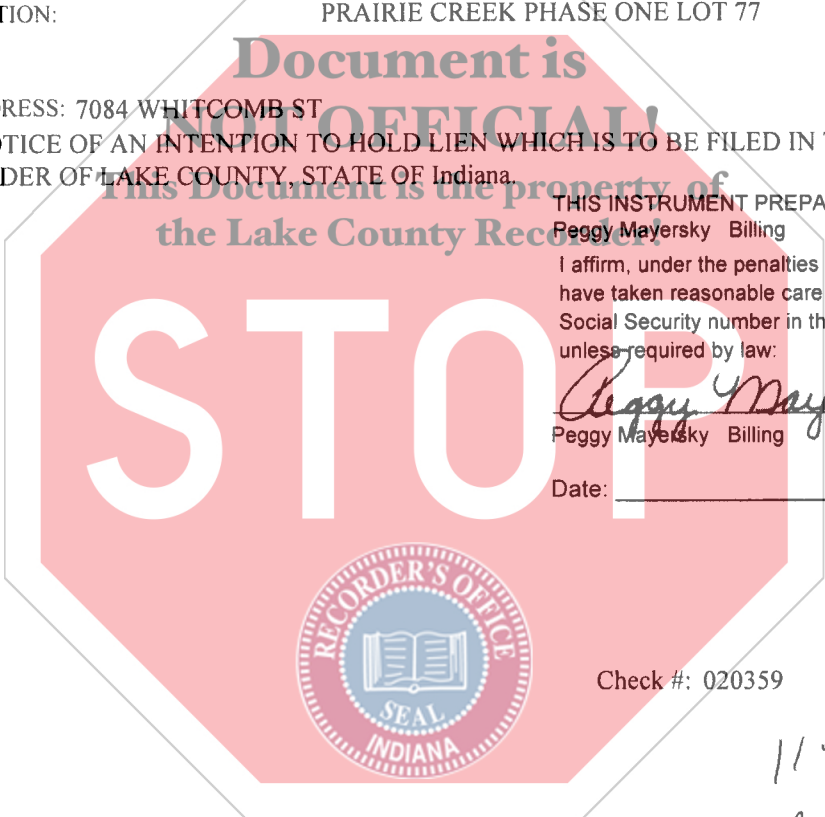 TION: PRAIRIE CREEK PHASE ONE LOT 77
Document is
RESS: 7084 WHITCOMB ST
NOT OFFICIAL!
TICE OF AN INTENTION TO HOLD LIEN WHICH IS TO BE FILED IN
DER OF LAKE COUNTY, STATE OF Indiana.
This Document is the property of
the Lake County Recorder!
THIS INSTRUMENT PREPA
Peggy Mayersky Billing
I affirm, under the penalties
have taken reasonable care
Social Security number in th
unless required by law:
Peggy May
Peggy Mayersky Billing
Date:
STOP
RECORDER'S OFFICE
SEAL
INDIANA
Check #: 020359
11